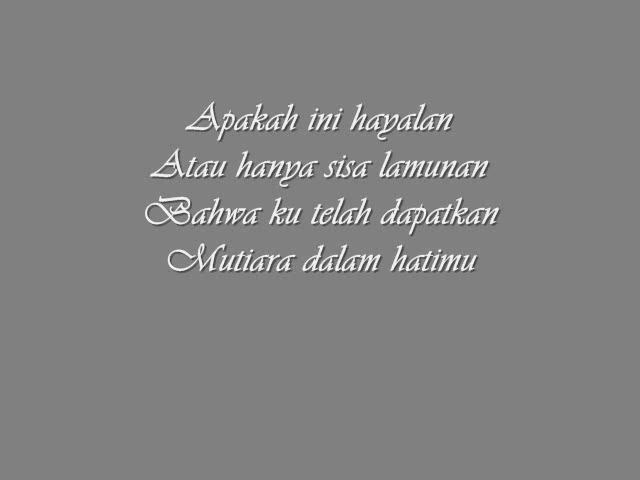 Apakah ini hayalan
Atau hanya sisa lamunan
Bahwa ku telah dapatkan
Mutiara dalam hatimu